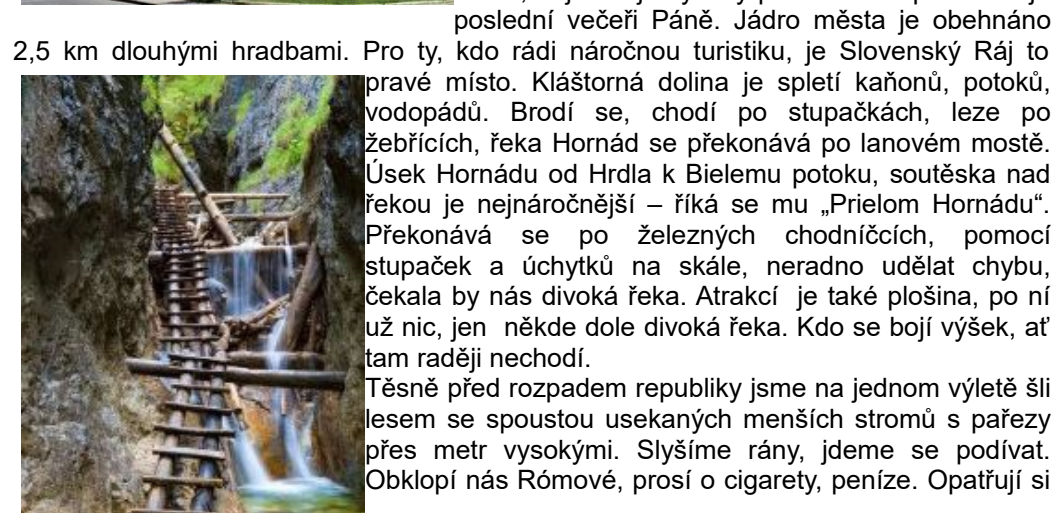 poslední večeři Páně. Jádro města je obehnáno
2,5 km dlouhými hradbami. Pro ty, kdo rádi náročnou turistiku, je Slovenský Ráj to
pravé místo. Kláštorná dolina je spletí kaňonů, potoků,
vodopádů. Brodí se, chodí po stupačkách, leze po
žebřících, řeka Hornád se překonává po lanovém mostě.
Úsek Hornádu od Hrdla k Bielemu potoku, soutěska nad
řekou je nejnáročnější – říká se mu „Prielom Hornádu“.
Překonává se po železných chodníčcích, pomocí
stupaček a úchytků na skále, neradno udělat chybu,
čekala by nás divoká řeka. Atrakcí je také plošina, po ní
už nic, jen někde dole divoká řeka. Kdo se bojí výšek, ať
tam raději nechodí.
Těsně před rozpadem republiky jsme na jednom výletě šli
lesem se spoustou usekaných menších stromů s pařezy
přes metr vysokými. Slyšíme rány, jdeme se podívat.
Obklopí nás Rómové, prosí o cigarety, peníze. Opatřují si